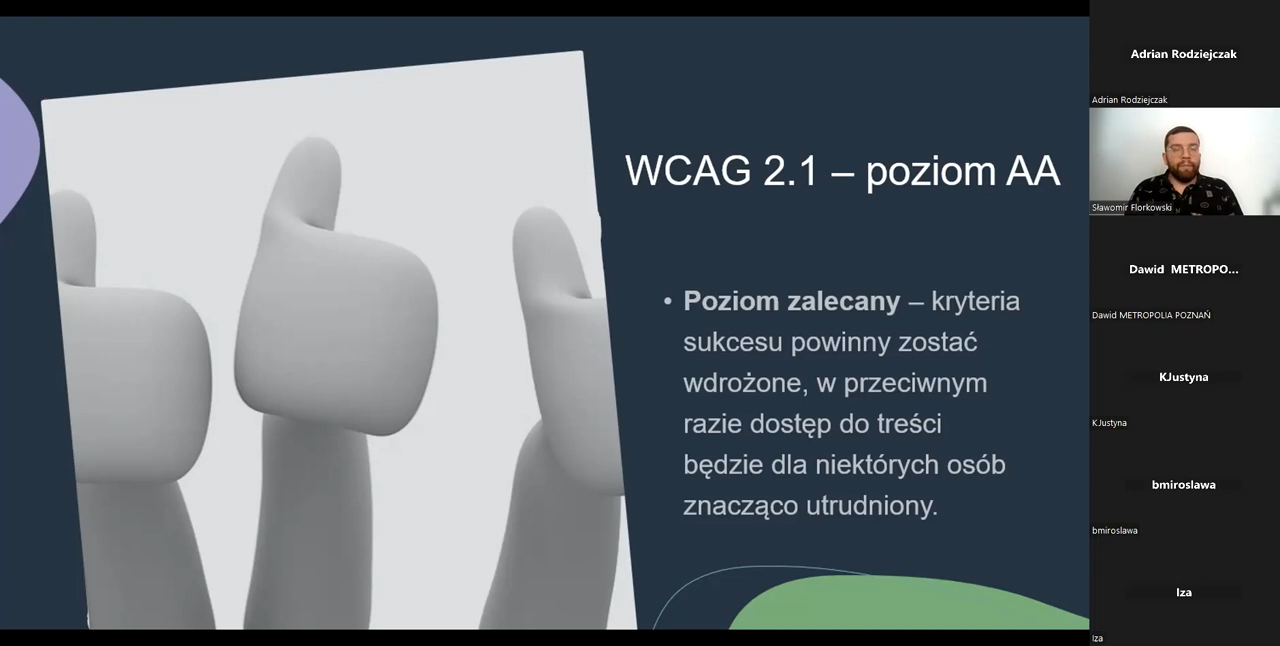 WCAG 2.1 – poziom AA
• Poziom zalecany – kryteria
sukcesu powinny zostać
wdrożone, w przeciwnym
razie dostęp do treści
będzie dla niektórych osób
znacząco utrudniony.
Adrian Rodziejczak
Adrian Rodziejczak
Sławomir Florkowski
Dawid METROPO...
Dawid METROPOLIA POZNAŃ
KJustyna
KJustyna
bmiroslawa
bmiroslawa
Iza
Iza